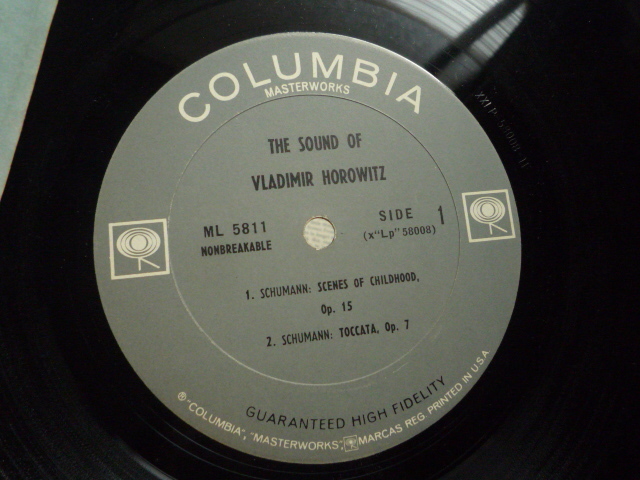 COLUMBIA
MASTERWORKS
THE SOUND OF
VLADIMIR HOROWITZ
ML 5811
NONBREAKABLE
SIDE 1
(x"Lp" 58008)
1. SCHUMANN: SCENES OF CHILDHOOD,
Op. 15
2. SCHUMANN: TOCCATA, Op. 7
GUARANTEED HIGH FIDELITY
® "COLUMBIA", "MASTERWORKS", MARCAS REG. PRINTED IN U.S.A.